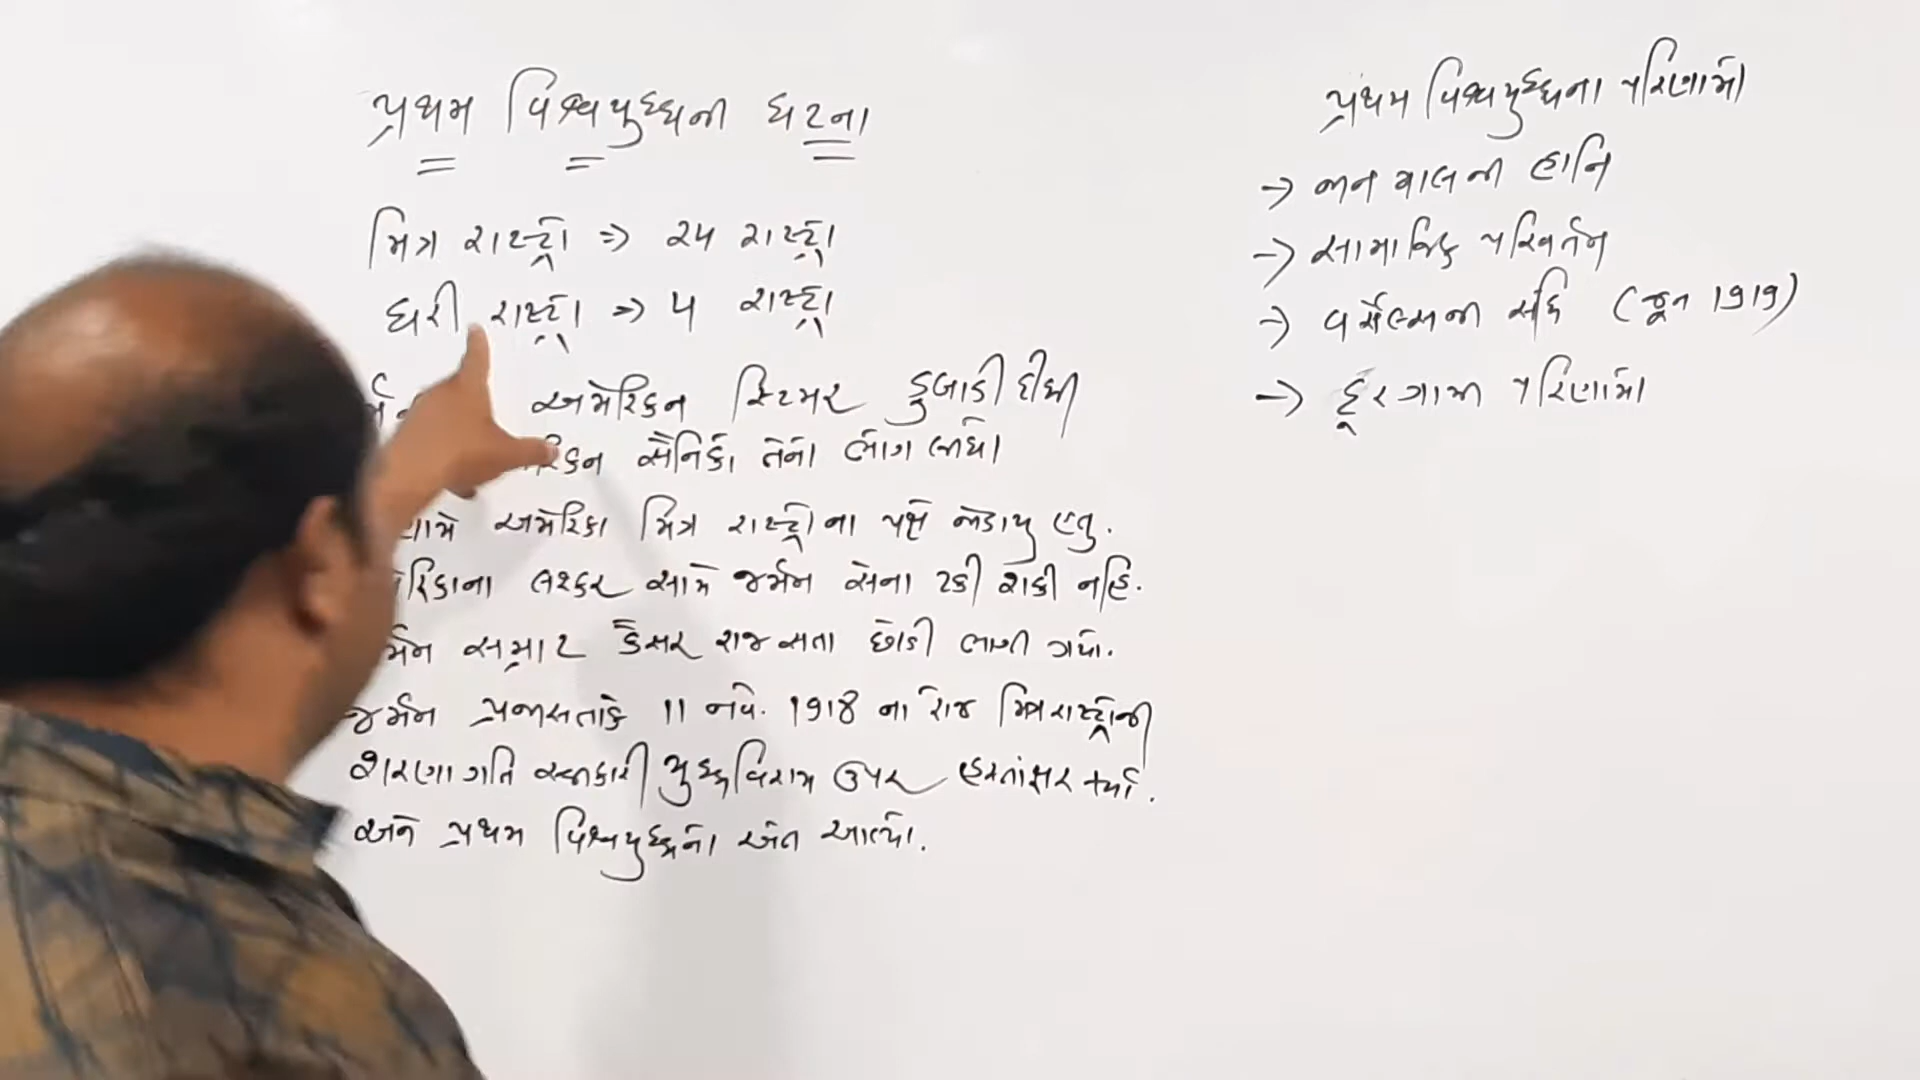 પ્રથમ વિશ્વયુદ્ધની ઘટના
મિત્ર રાષ્ટ્રો => ૨૫ રાષ્ટ્રો
ધરી રાષ્ટ્રો => ૫ રાષ્ટ્રો
અમેરિકન સ્ટિમર ડુબાડી દીધી
સૈનિકો તેનો ભોગ બન્યા
અમેરિકા મિત્ર રાષ્ટ્રોના પક્ષે જોડાયુ હતુ.
લશ્કર સામે જર્મન સેના ટકી શકી નહિ.
સમ્રાટ કૈસર રાજસતા છોડી ભાગી ગયો.
જર્મન પ્રજાસતાકે 11 નવે. 1918 ના રોજ મિત્રરાષ્ટ્રોની
શરણાગતિ સ્વીકારી યુદ્ધવિરામ ઉપર હસ્તાંક્ષર કર્યા.
અને પ્રથમ વિશ્વયુદ્ધનો અંત આવ્યો.
પ્રથમ વિશ્વયુદ્ધના પરિણામો
-> જાન માલની હાનિ
-> સામાજિક પરિવર્તન
-> વર્સેલ્સની સંધિ (જૂન 1919)
-> દૂરગામી પરિણામો